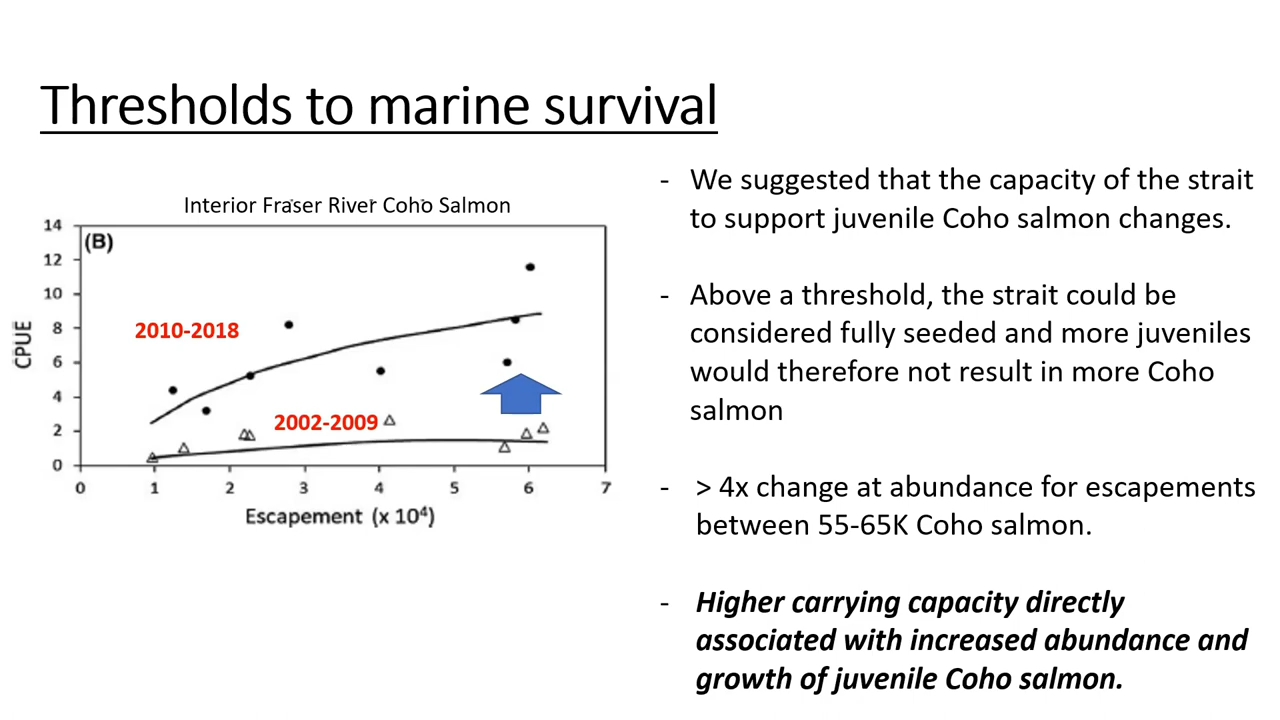 Thresholds to marine survival
Interior Fraser River Coho Salmon
14
(B)
12
10
8
6
4
2
0
CPUE
2010-2018
2002-2009
0 1 2 3 4 5 6 7
Escapement (x 10⁴)
- We suggested that the capacity of the strait
to support juvenile Coho salmon changes.
- Above a threshold, the strait could be
considered fully seeded and more juveniles
would therefore not result in more Coho
salmon
- > 4x change at abundance for escapements
between 55-65K Coho salmon.
- Higher carrying capacity directly
associated with increased abundance and
growth of juvenile Coho salmon.